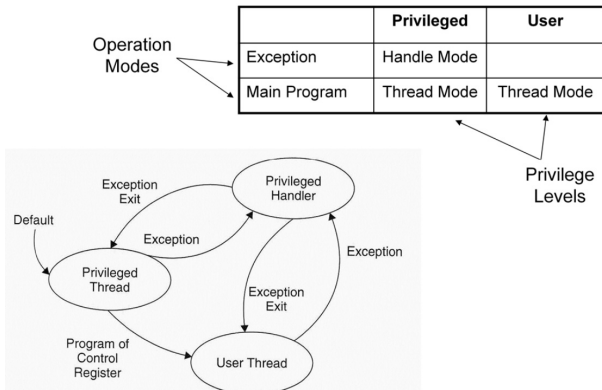 Privileged User
Operation
Modes
Exception Handle Mode
Main Program Thread Mode Thread Mode
Privilege
Levels
Privileged
Handler
Exception
Exit
Default
Exception
Exception
Privileged
Thread
Exception
Exit
Program of
Control
Register
User Thread